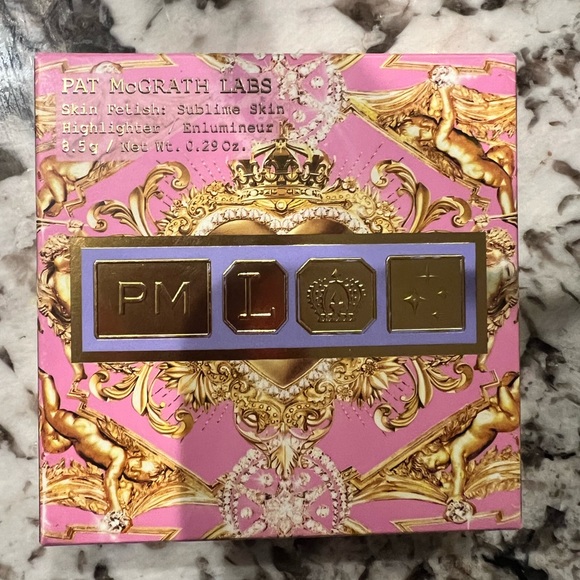 PAT McGRATH LABS
Skin Fetish: Sublime Skin
Highlighter / Enlumineur
8.5g / Net Wt. 0.29 Oz.
PM L